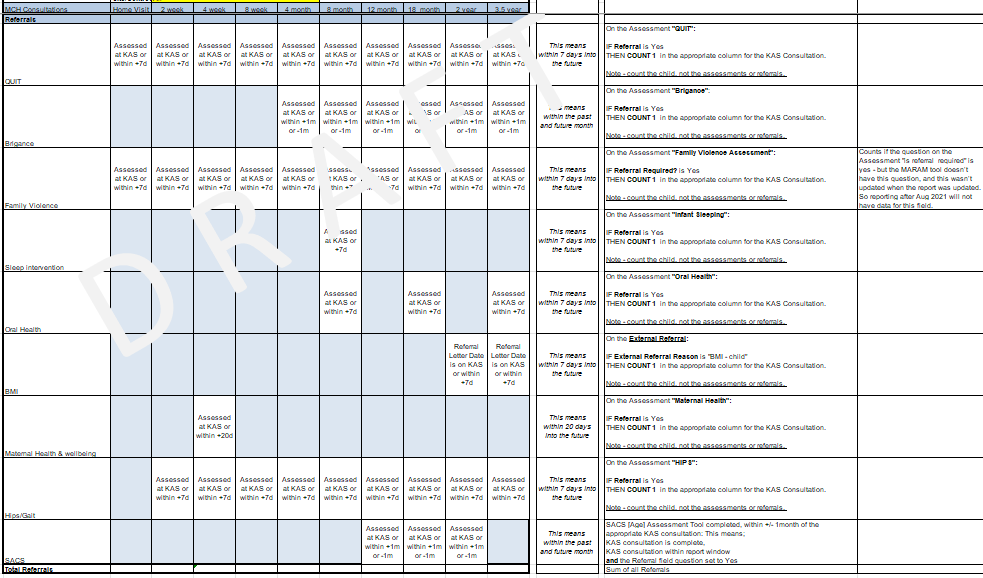 MCH Consultations Home Visit 2 week 4 week 8 week 4 month 8 month 12 month 18 month 2 year 3.5 year
Referrals
QUIT
Assessed at KAS or within +7d
Assessed at KAS or within +7d
Assessed at KAS or within +7d
Assessed at KAS or within +7d
Assessed at KAS or within +7d
Assessed at KAS or within +7d
Assessed at KAS or within +7d
Assessed at KAS or within +7d
Assessed at KAS or within +7d
Assessed at KAS or within +7d
This means within 7 days into the future
On the Assessment "QUIT":
IF Referral is Yes
THEN COUNT 1 in the appropriate column for the KAS Consultation.
Note - count the child, not the assessments or referrals.
Brigance
Assessed at KAS or within +1m or -1m
Assessed at KAS or within +1m or -1m
Assessed at KAS or within +1m or -1m
Assessed at KAS or within +1m or -1m
Assessed at KAS or within +1m or -1m
Assessed at KAS or within +1m or -1m
This means within the past and future month
On the Assessment "Brigance":
IF Referral is Yes
THEN COUNT 1 in the appropriate column for the KAS Consultation.
Note - count the child, not the assessments or referrals.
Family Violence
Assessed at KAS or within +7d
Assessed at KAS or within +7d
Assessed at KAS or within +7d
Assessed at KAS or within +7d
Assessed at KAS or within +7d
Assessed at KAS or within +7d
Assessed at KAS or within +7d
Assessed at KAS or within +7d
Assessed at KAS or within +7d
Assessed at KAS or within +7d
This means within 7 days into the future
On the Assessment "Family Violence Assessment":
IF Referral Required? is Yes
THEN COUNT 1 in the appropriate column for the KAS Consultation.
Note - count the child, not the assessments or referrals.
Counts if the question on the
Assessment "is referral required" is
yes - but the MARAM tool doesn't
have this question, and this wasn't
updated when the report was updated.
So reporting after Aug 2021 will not
have data for this field.
Sleep Intervention
Assessed at KAS or +7d
This means within 7 days into the future
On the Assessment "Infant Sleeping":
IF Referral is Yes
THEN COUNT 1 in the appropriate column for the KAS Consultation.
Note - count the child, not the assessments or referrals.
Oral Health
Assessed at KAS or within +7d
Assessed at KAS or within +7d
Assessed at KAS or within +7d
This means within 7 days into the future
On the Assessment "Oral Health":
IF Referral is Yes
THEN COUNT 1 in the appropriate column for the KAS Consultation.
Note - count the child, not the assessments or referrals.
BMI
Referral Letter Date is on KAS or within +7d
Referral Letter Date is on KAS or within +7d
This means within 7 days into the future
On the External Referral:
IF External Referral Reason is "BMI - child"
THEN COUNT 1 in the appropriate column for the KAS Consultation.
Note - count the child, not the assessments or referrals.
Maternal Health & wellbeing
Assessed at KAS or within +20d
This means within 20 days into the future
On the Assessment "Maternal Health":
IF Referral is Yes
THEN COUNT 1 in the appropriate column for the KAS Consultation.
Note - count the child, not the assessments or referrals.
Hips/Gait
Assessed at KAS or within +7d
Assessed at KAS or within +7d
Assessed at KAS or within +7d
Assessed at KAS or within +7d
Assessed at KAS or within +7d
Assessed at KAS or within +7d
Assessed at KAS or within +7d
Assessed at KAS or within +7d
Assessed at KAS or within +7d
This means within 7 days into the future
On the Assessment "HIPS":
IF Referral is Yes
THEN COUNT 1 in the appropriate column for the KAS Consultation.
Note - count the child, not the assessments or referrals.
SACS
Assessed at KAS or within +1m or -1m
Assessed at KAS or within +1m or -1m
Assessed at KAS or within +1m or -1m
This means within the past and future month
SACS [Age] Assessment Tool completed, within +/- 1month of the
appropriate KAS consultation: This means;
KAS consultation is complete,
KAS consultation within report window
and the Referral field question set to Yes
Total Referrals
Sum of all Referrals
DRAFT